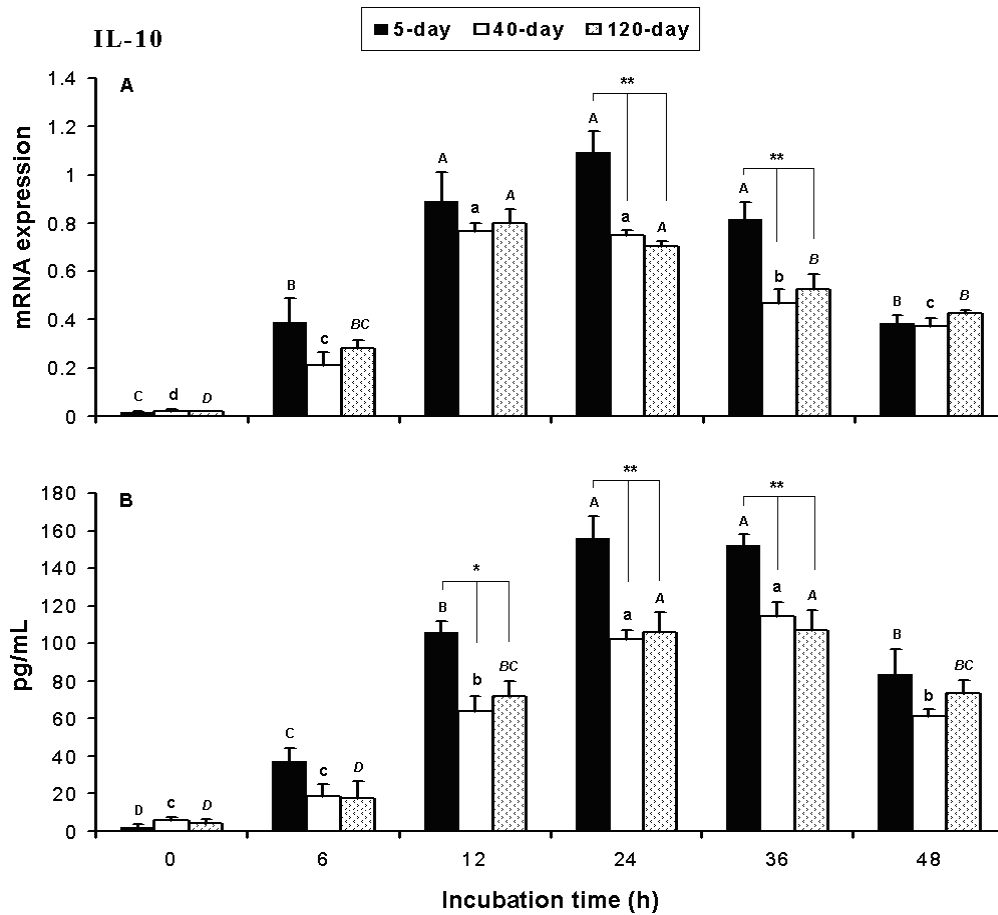 IL-10
5-day 40-day 120-day
A
mRNA expression
1.4
1.2
1
0.8
0.6
0.4
0.2
0
C d D
B c BC
A a A
** A a A
** A b B
B c B
B
pg/mL
180
160
140
120
100
80
60
40
20
0
D c D
C c D
* B b BC
** A a A
** A a A
B b BC
0 6 12 24 36 48
Incubation time (h)